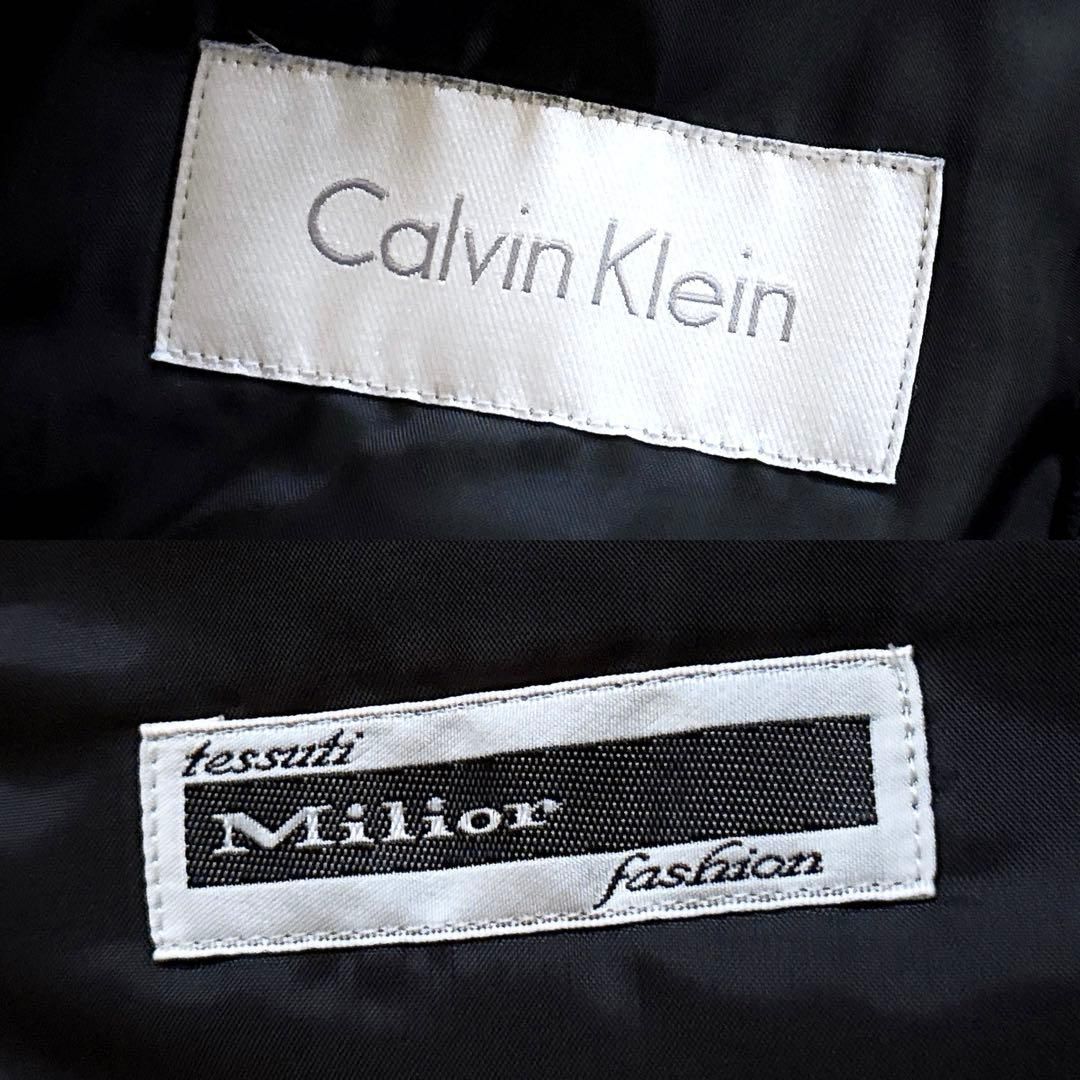 Calvin Klein
tessuti
Milior
fashion